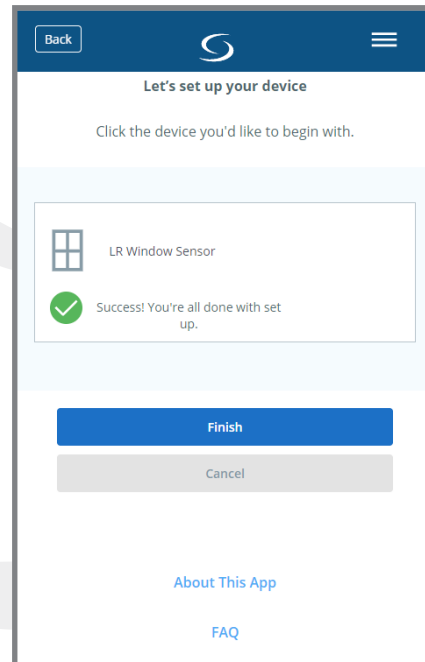 Back
Let's set up your device
Click the device you'd like to begin with.
LR Window Sensor
Success! You're all done with set
up.
Finish
Cancel
About This App
FAQ